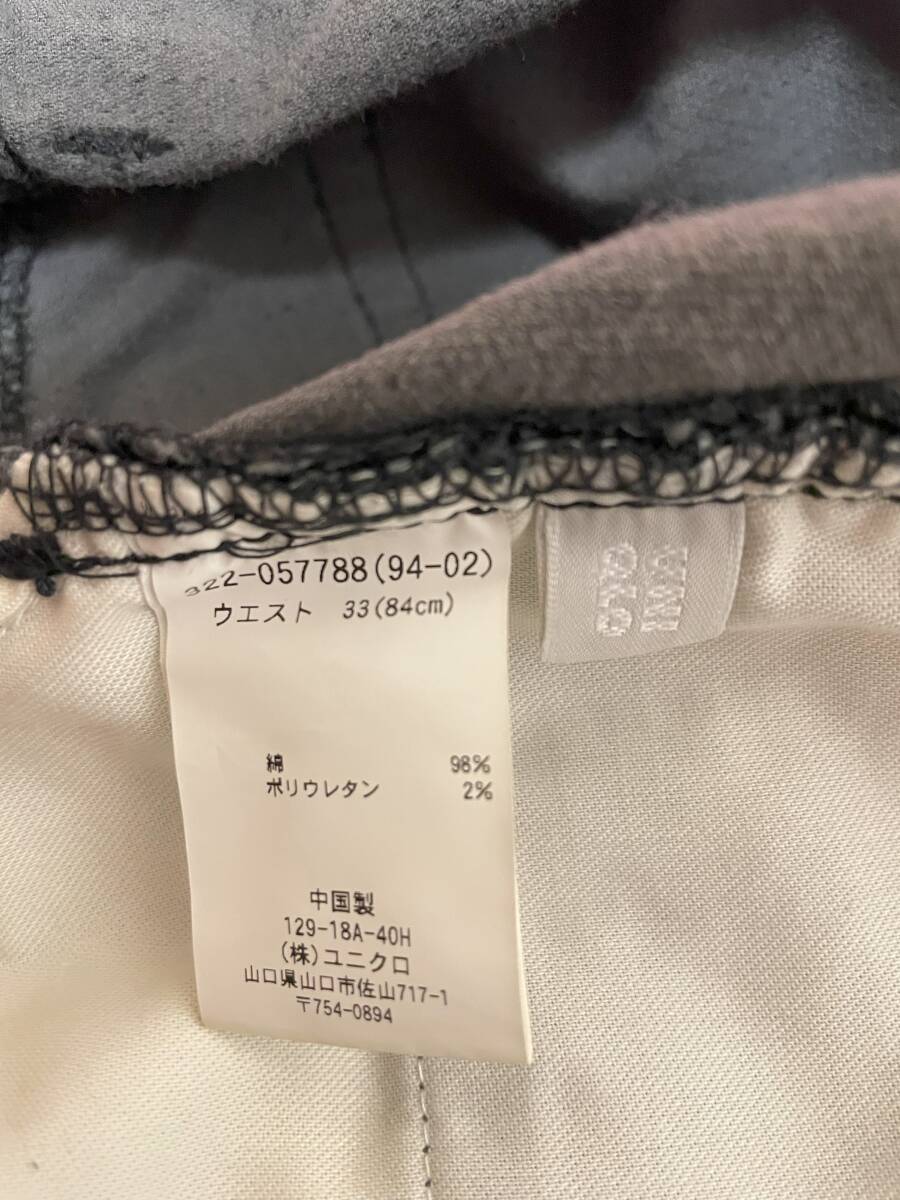 322-057788(94-02)
ウエスト 33(84cm)
綿 98%
ポリウレタン 2%
中国製
129-18A-40H
(株)ユニクロ
山口県山口市佐山717-1
〒754-0894
UNI
QLO